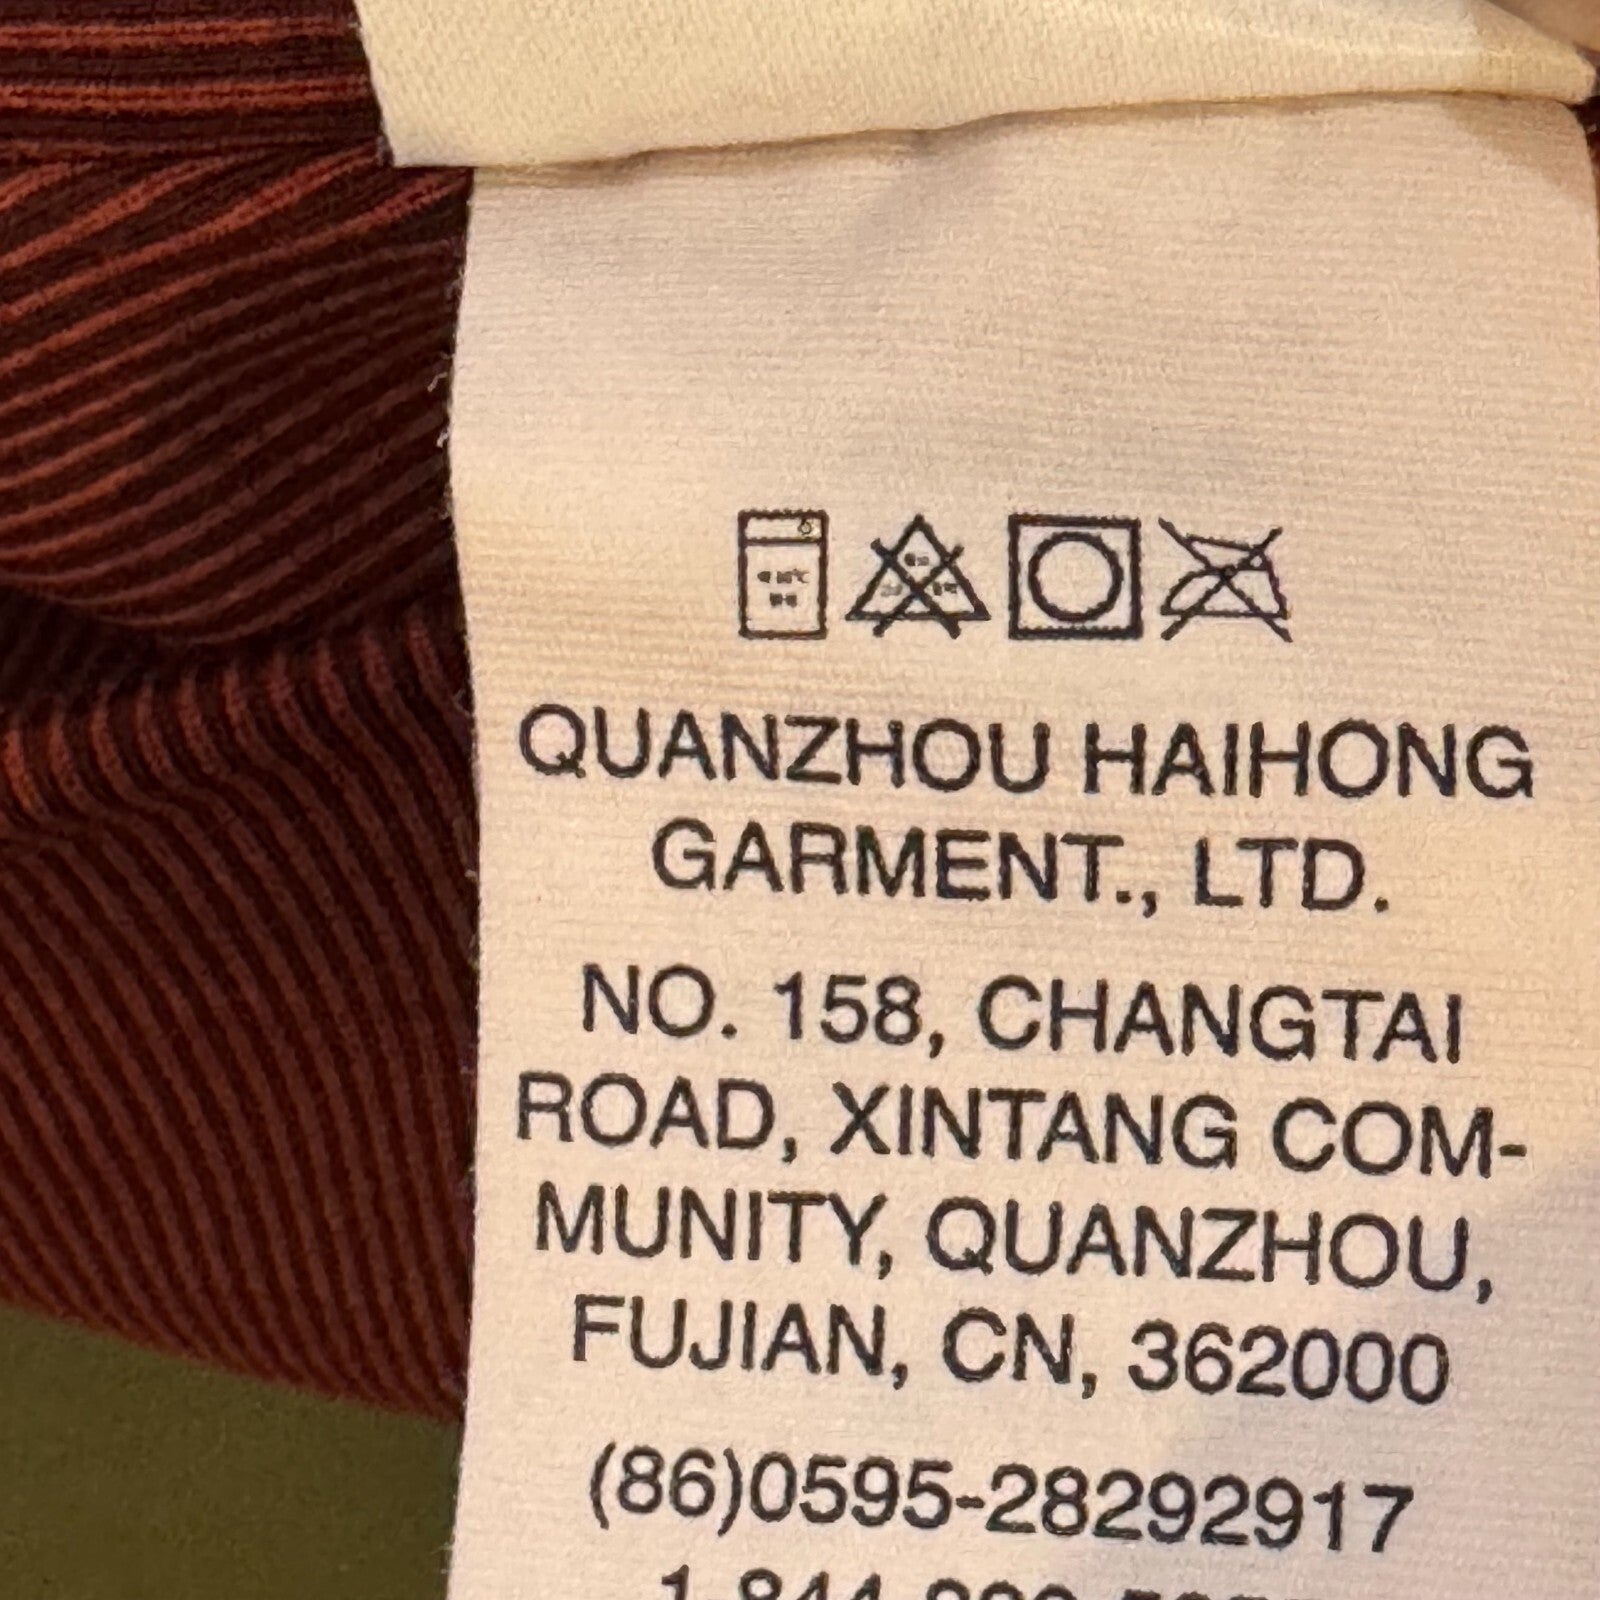 QUANZHOU HAIHONG
GARMENT., LTD.
NO. 158, CHANGTAI
ROAD, XINTANG COM-
MUNITY, QUANZHOU,
FUJIAN, CN, 362000
(86)0595-28292917